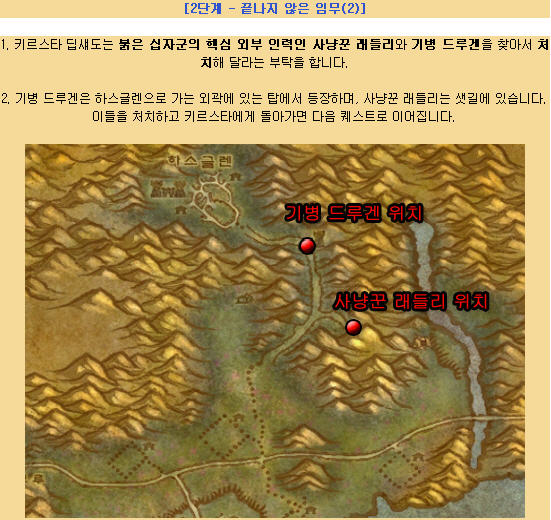 [2단계 - 끝나지 않은 임무(2)]
1. 키르스타 딥섀도는 붉은 십자군의 핵심 외부 인력인 사냥꾼 래들리와 기병 드루겐을 찾아서 처
치해 달라는 부탁을 합니다.
2. 기병 드루겐은 하스글렌으로 가는 외곽에 있는 탑에서 등장하며, 사냥꾼 래들리는 샛길에 있습니다.
이들을 처치하고 키르스타에게 돌아가면 다음 퀘스트로 이어집니다.
하스글렌
기병 드루겐 위치
사냥꾼 래들리 위치